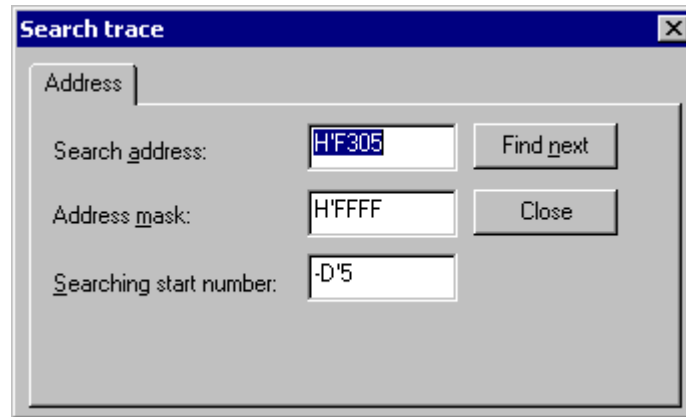 Search trace
Address
Search address: H'F305 Find next
Address mask: H'FFFF Close
Searching start number: -D'5